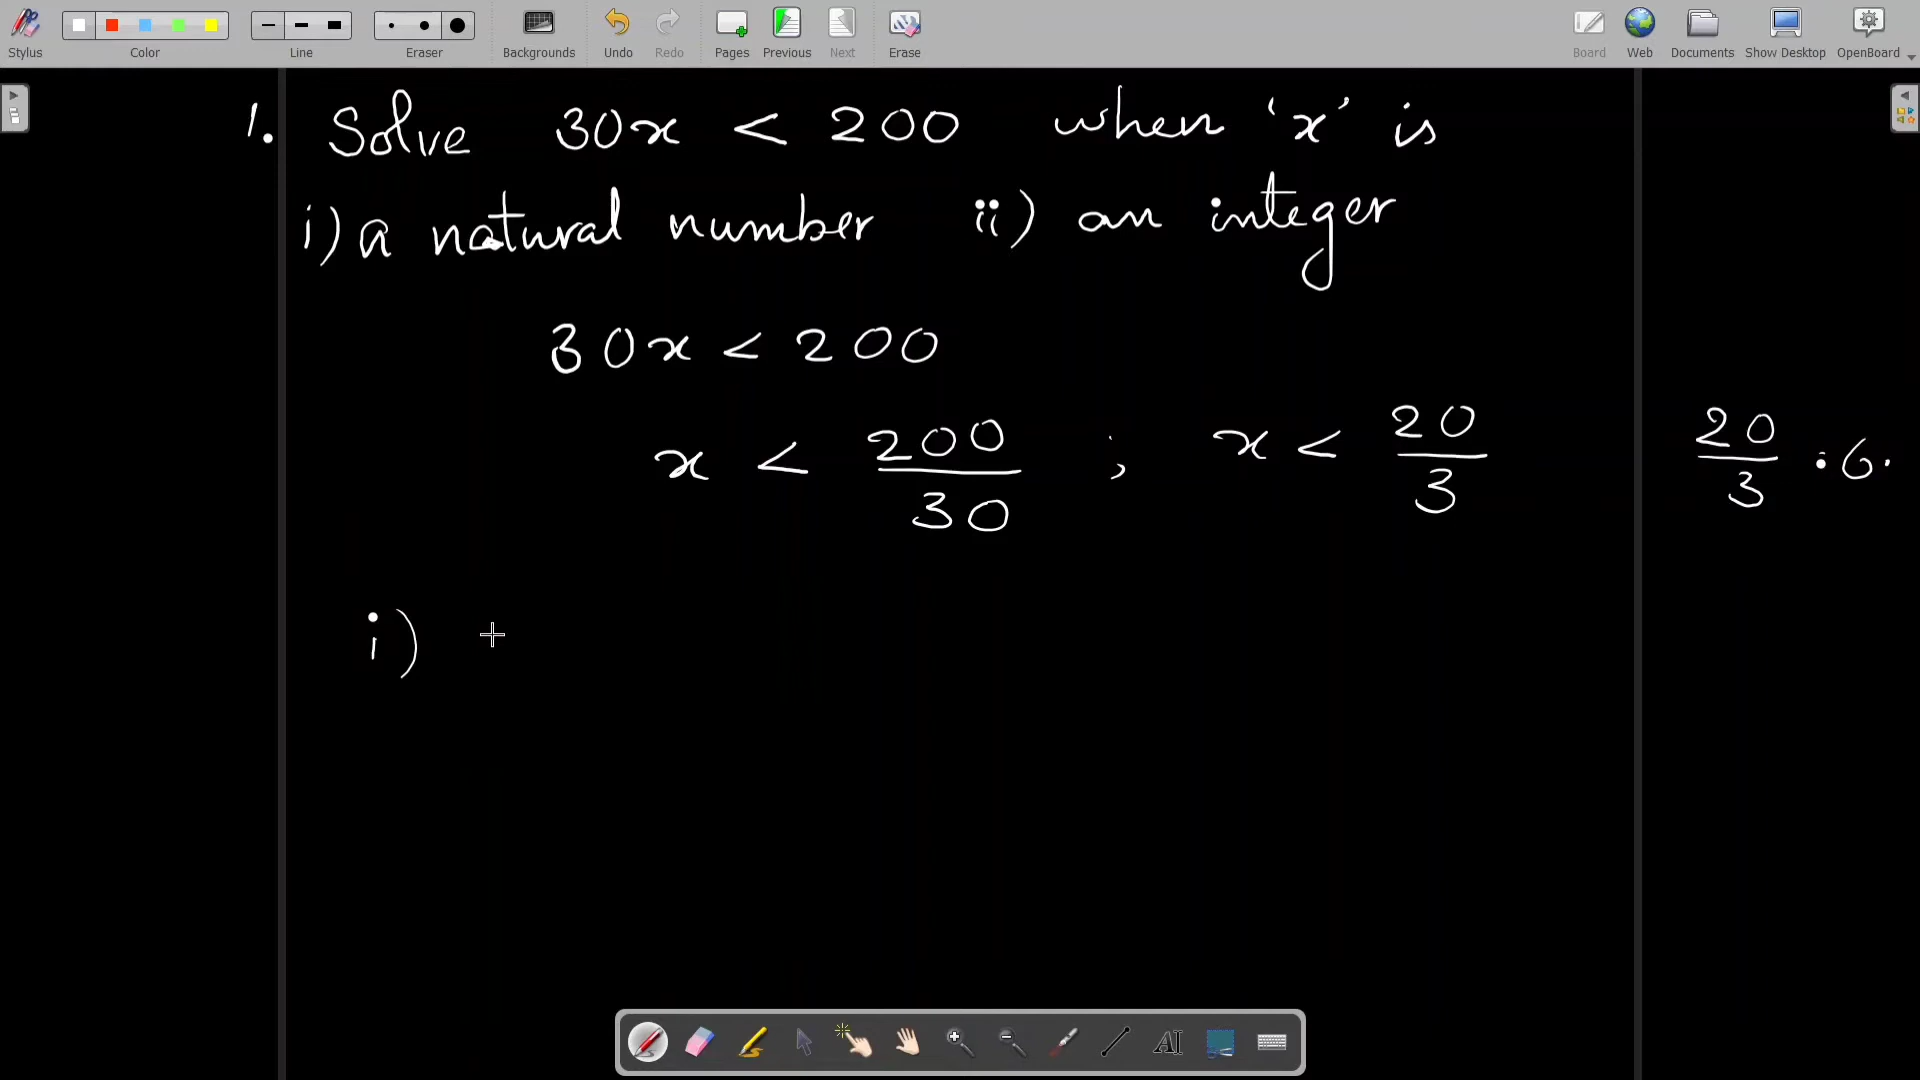 Stylus Color Line Eraser Backgrounds Undo Redo Pages Previous Next Erase Board Web Documents Show Desktop OpenBoard
1. Solve 30x < 200 when 'x' is
i) a natural number ii) an integer
30x < 200
x < 200/30 ; x < 20/3 20/3 : 6.
i)